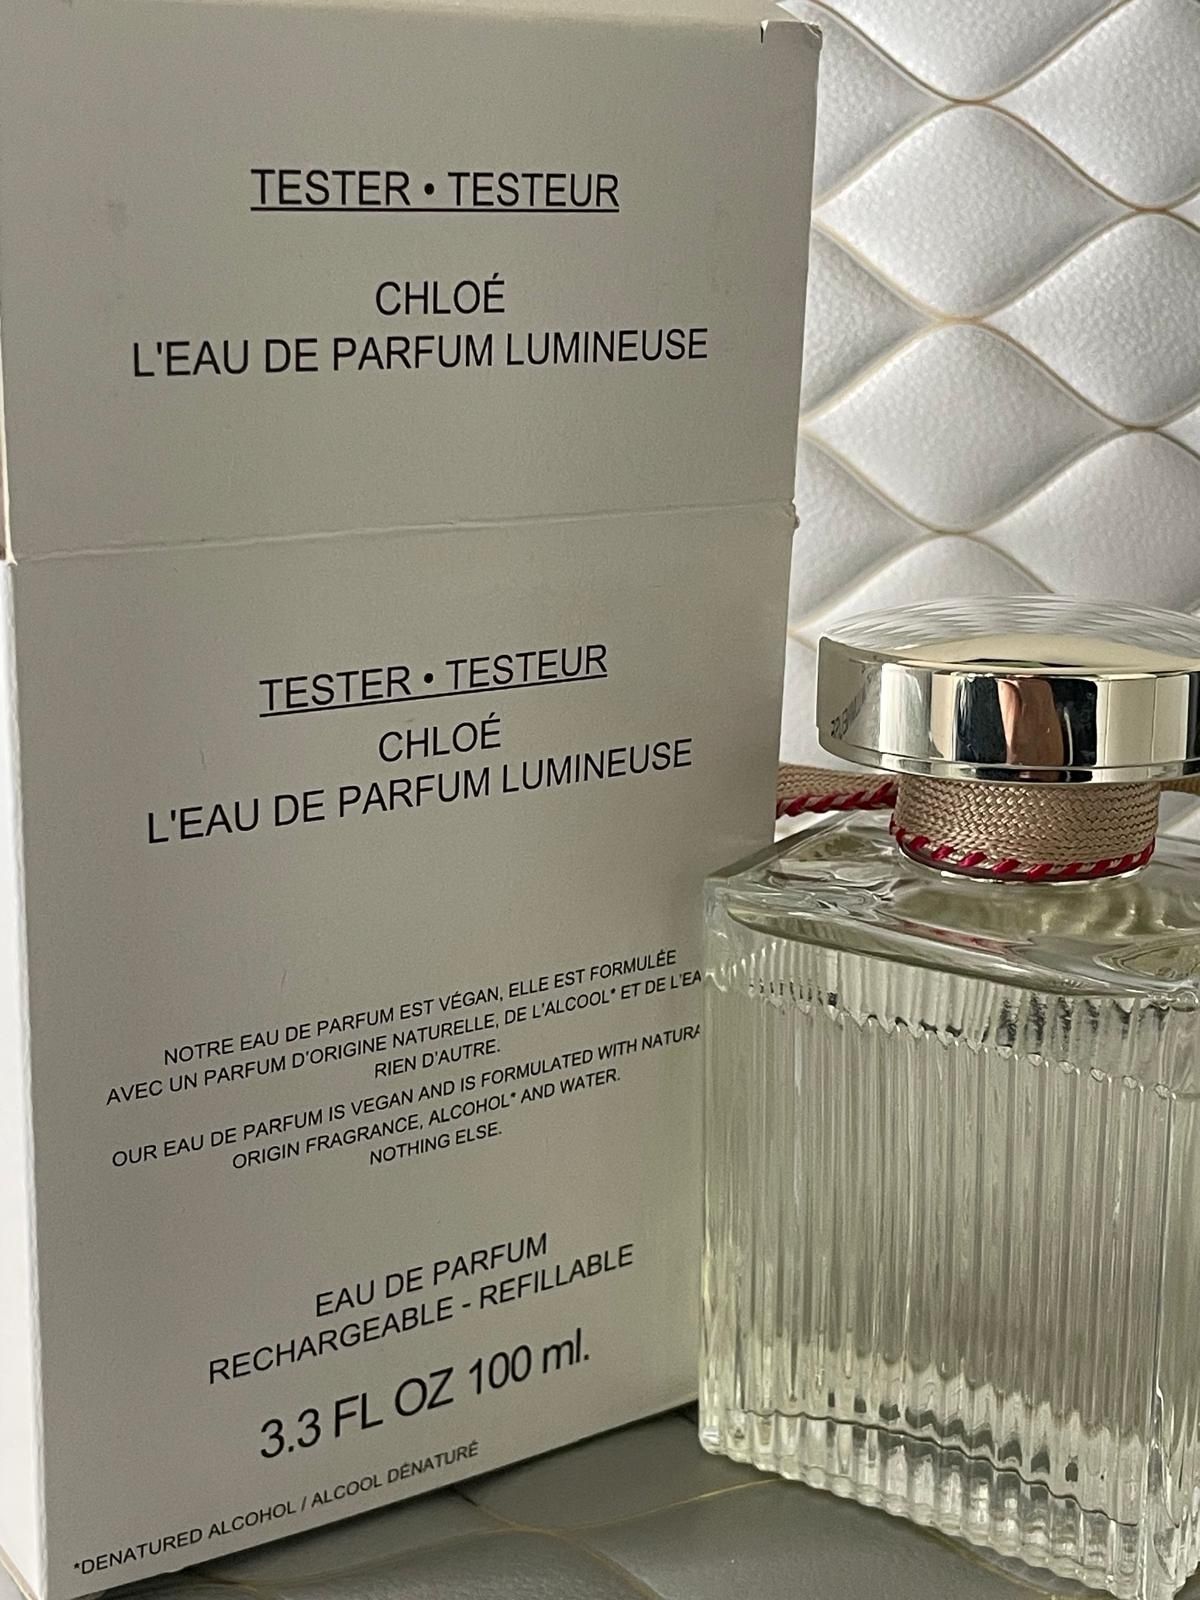 TESTER • TESTEUR
CHLOÉ
L'EAU DE PARFUM LUMINEUSE
TESTER • TESTEUR
CHLOÉ
L'EAU DE PARFUM LUMINEUSE
NOTRE EAU DE PARFUM EST VÉGAN, ELLE EST FORMULÉE
AVEC UN PARFUM D'ORIGINE NATURELLE, DE L'ALCOOL* ET DE L'EA
RIEN D'AUTRE.
OUR EAU DE PARFUM IS VEGAN AND IS FORMULATED WITH NATURA
ORIGIN FRAGRANCE, ALCOHOL* AND WATER.
NOTHING ELSE.
EAU DE PARFUM
RECHARGEABLE - REFILLABLE
3.3 FL OZ 100 ml.
*DENATURED ALCOHOL / ALCOOL DÉNATURÉ